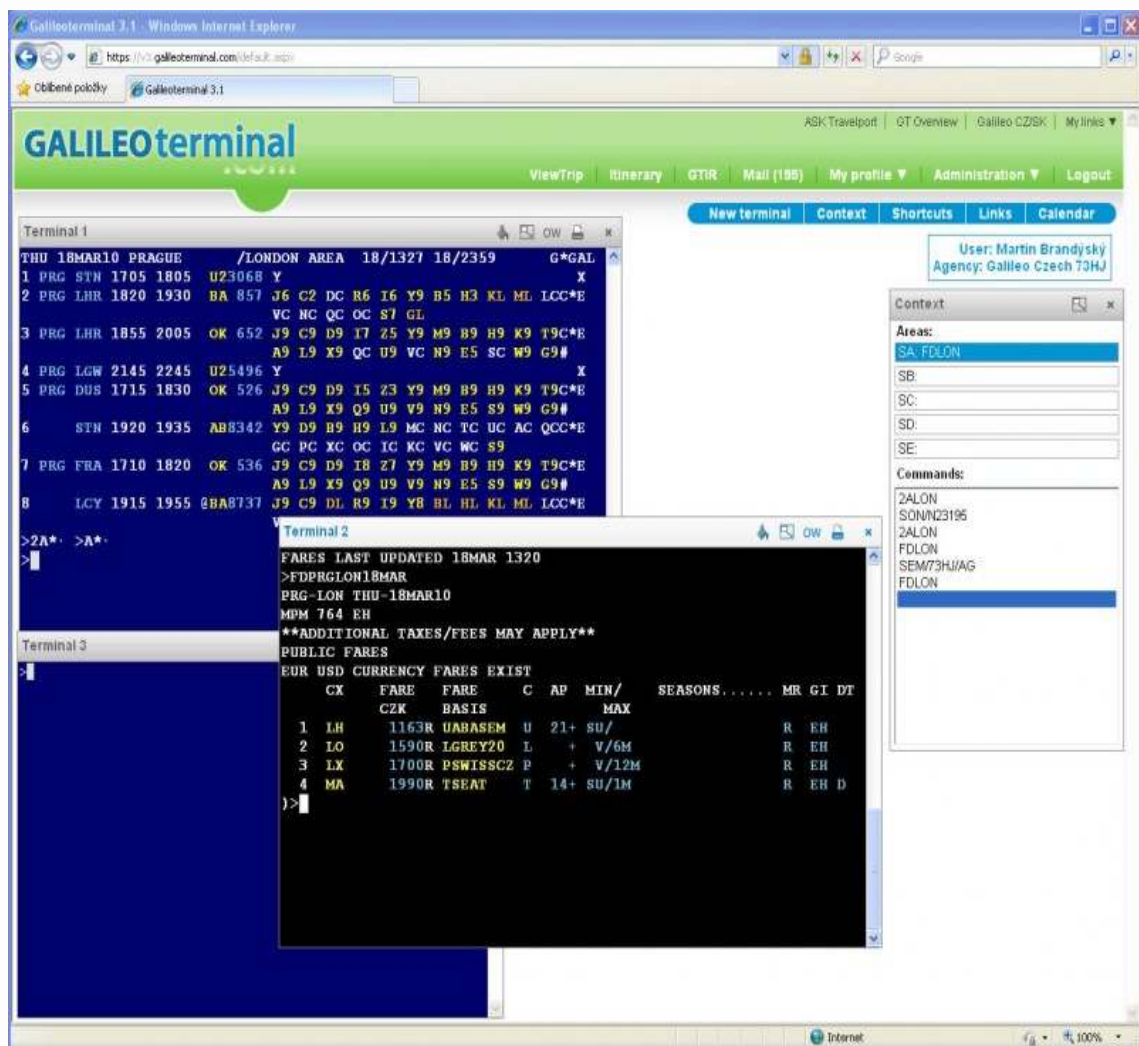 Galileoterminal 3.1 - Windows Internet Explorer
galileoterminal.com/default.aspx
Google
Oblíbené položky
Galileoterminal 3.1
GALILEOterminal
.com
ASK Travelport | GT Overview | Galileo CZ/SK | My links ▼
ViewTrip | Itinerary | GTIR | Mail (195) | My profile ▼ | Administration ▼ | Logout
New terminal | Context | Shortcuts | Links | Calendar
User: Martin Brandýský
Agency: Galileo Czech 73HJ
Terminal 1
OW
THU 18MAR10 PRAGUE /LONDON AREA 18/1327 18/2359 G*GAL
1 PRG STN 1705 1805 U23068 Y X
2 PRG LHR 1820 1930 BA 857 J6 C2 DC R6 I6 Y9 B5 H3 KL ML LCC*E
VC NC QC OC S7 GL
3 PRG LHR 1855 2005 OK 652 J9 C9 D9 I7 Z5 Y9 M9 B9 H9 K9 T9C*E
A9 L9 X9 QC U9 VC N9 E5 SC W9 G9#
4 PRG LGW 2145 2245 U25496 Y X
5 PRG DUS 1715 1830 OK 526 J9 C9 D9 I5 Z3 Y9 M9 B9 H9 K9 T9C*E
A9 L9 X9 Q9 U9 V9 N9 E5 S9 W9 G9#
6 STN 1920 1935 AB8342 Y9 D9 B9 H9 L9 MC NC TC UC AC QCC*E
GC PC XC OC IC KC VC WC S9
7 PRG FRA 1710 1820 OK 536 J9 C9 D9 I8 Z7 Y9 M9 B9 H9 K9 T9C*E
A9 L9 X9 Q9 U9 V9 N9 E5 S9 W9 G9#
8 LCY 1915 1955 @BA8737 J9 C9 DL R9 I9 Y8 BL HL KL ML LCC*E
V
>2A*· >A*·
>
Terminal 2
OW
FARES LAST UPDATED 18MAR 1320
>FDPRGLON18MAR
PRG-LON THU-18MAR10
MPM 764 EH
**ADDITIONAL TAXES/FEES MAY APPLY**
PUBLIC FARES
EUR USD CURRENCY FARES EXIST
CX FARE FARE C AP MIN/ SEASONS...... MR GI DT
CZK BASIS MAX
1 LH 1163R UABASEM U 21+ SU/ R EH
2 LO 1590R LGREY20 L + V/6M R EH
3 LX 1700R PSWISSCZ P + V/12M R EH
4 MA 1990R TSEAT T 14+ SU/1M R EH D
)>
Terminal 3
>
Context
Areas:
SA: FDLON
SB:
SC:
SD:
SE:
Commands:
2ALON
SON/N23195
2ALON
FDLON
SEM/73HJ/AG
FDLON
Internet
100%